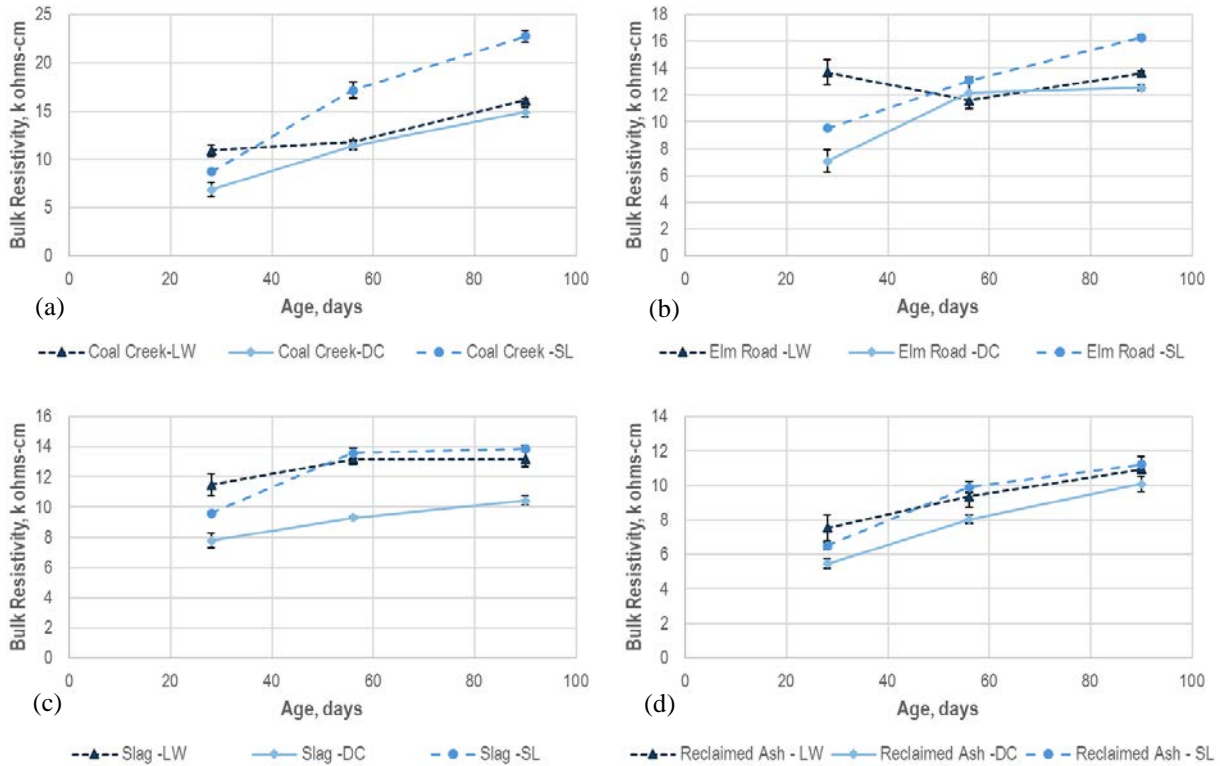 25
20
15
10
5
0
Bulk Resistivity, k ohms-cm
0 20 40 60 80 100
Age, days
(a)
Coal Creek-LW Coal Creek-DC Coal Creek -SL
18
16
14
12
10
8
6
4
2
0
Bulk Resistivity, k ohms-cm
0 20 40 60 80 100
Age, days
(b)
Elm Road -LW Elm Road -DC Elm Road -SL
16
14
12
10
8
6
4
2
0
Bulk Resistivity, k ohms-cm
0 20 40 60 80 100
Age, days
(c)
Slag -LW Slag -DC Slag -SL
14
12
10
8
6
4
2
0
Bulk Resistivity, k ohms-cm
0 20 40 60 80 100
Age, days
(d)
Reclaimed Ash - LW Reclaimed Ash -DC Reclaimed Ash - SL